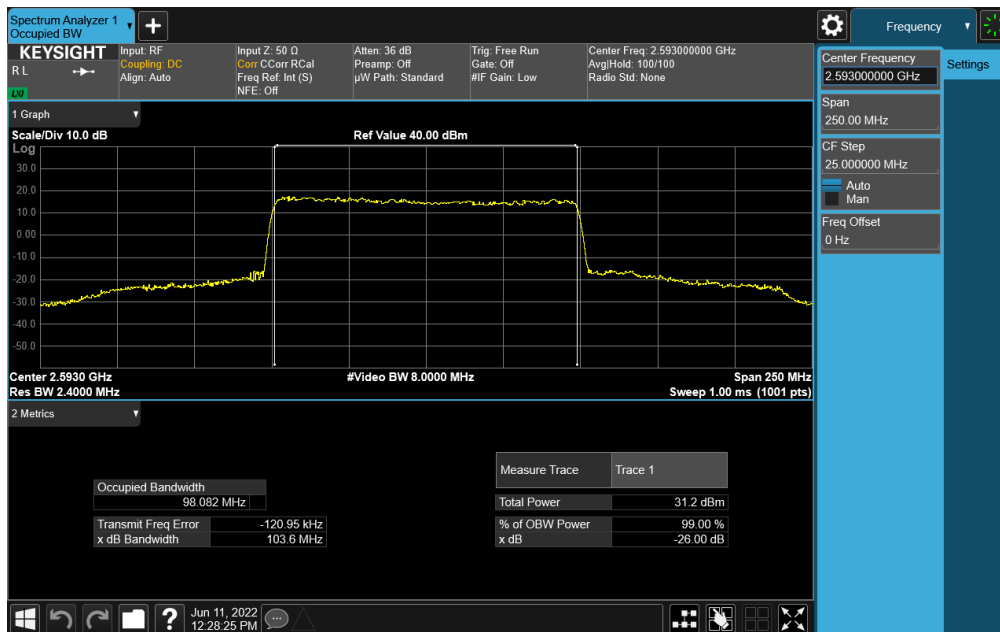 Spectrum Analyzer 1
Occupied BW
+
Frequency
KEYSIGHT
R L
LXI
Input: RF
Coupling: DC
Align: Auto
Input Z: 50 Ω
Corr CCorr RCal
Freq Ref: Int (S)
NFE: Off
Atten: 36 dB
Preamp: Off
µW Path: Standard
Trig: Free Run
Gate: Off
#IF Gain: Low
Center Freq: 2.593000000 GHz
Avg|Hold: 100/100
Radio Std: None
Center Frequency
2.593000000 GHz
Settings
Span
250.00 MHz
CF Step
25.000000 MHz
Auto
Man
Freq Offset
0 Hz
1 Graph
Scale/Div 10.0 dB
Ref Value 40.00 dBm
Log
30.0
20.0
10.0
0.00
-10.0
-20.0
-30.0
-40.0
-50.0
Center 2.5930 GHz
#Video BW 8.0000 MHz
Span 250 MHz
Res BW 2.4000 MHz
Sweep 1.00 ms (1001 pts)
2 Metrics
Occupied Bandwidth
98.082 MHz
Transmit Freq Error -120.95 kHz
x dB Bandwidth 103.6 MHz
Measure Trace Trace 1
Total Power 31.2 dBm
% of OBW Power 99.00 %
x dB -26.00 dB
?
Jun 11, 2022
12:28:25 PM